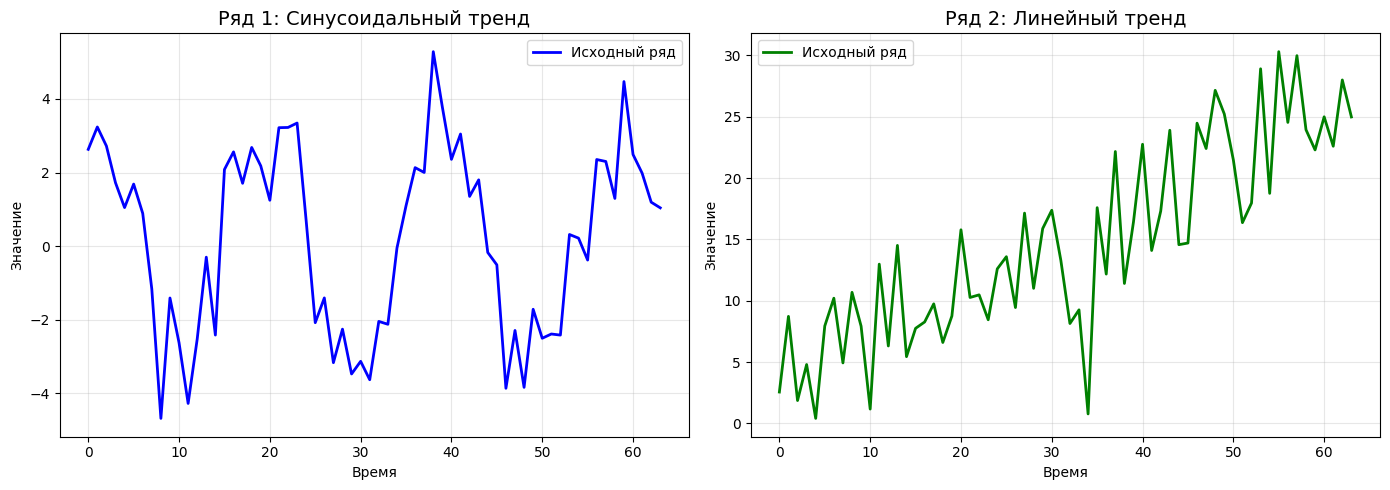 Ряд 1: Синусоидальный тренд
Исходный ряд
Значение
4
2
0
−2
−4
0 10 20 30 40 50 60
Время
Ряд 2: Линейный тренд
Исходный ряд
Значение
30
25
20
15
10
5
0
0 10 20 30 40 50 60
Время